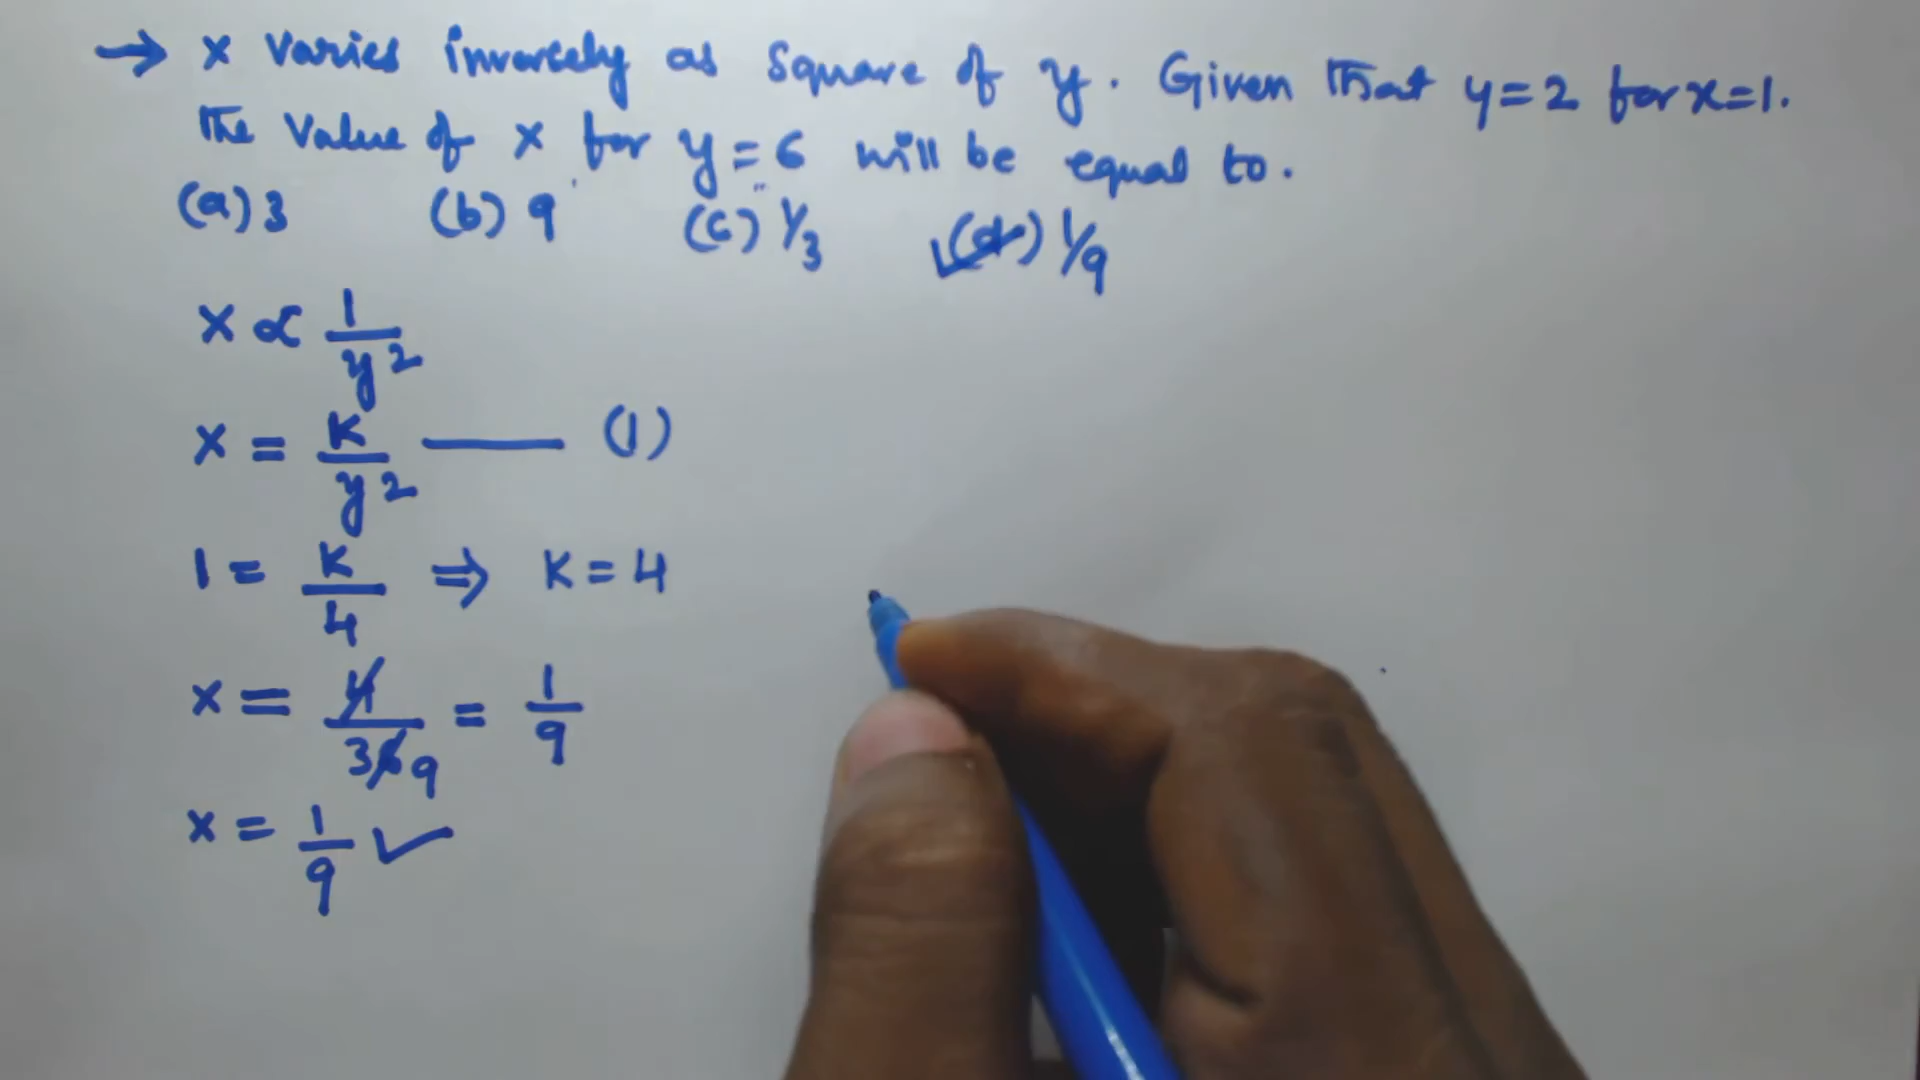 → x varies inversely as square of y. Given that y=2 for x=1.
The value of x for y=6 will be equal to.
(a) 3 (b) 9 (c) 1/3 ✓(d) 1/9
x ∝ 1/y²
x = K/y² —— (1)
1 = K/4 ⇒ K = 4
x = 4/36 9 = 1/9
x = 1/9 ✓